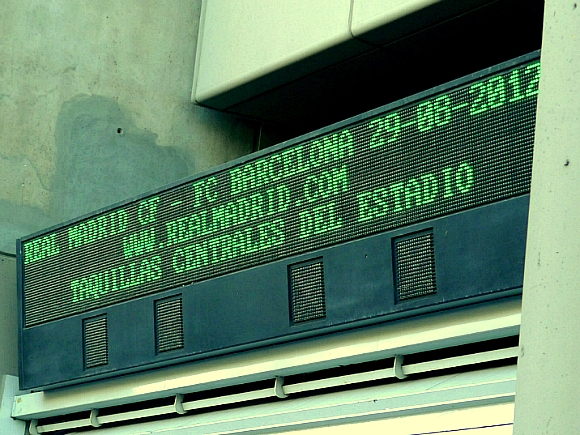 REAL MADRID CF - FC BARCELONA 29-08-2012
WWW.REALMADRID.COM
TAQUILLAS CENTRALES DEL ESTADIO